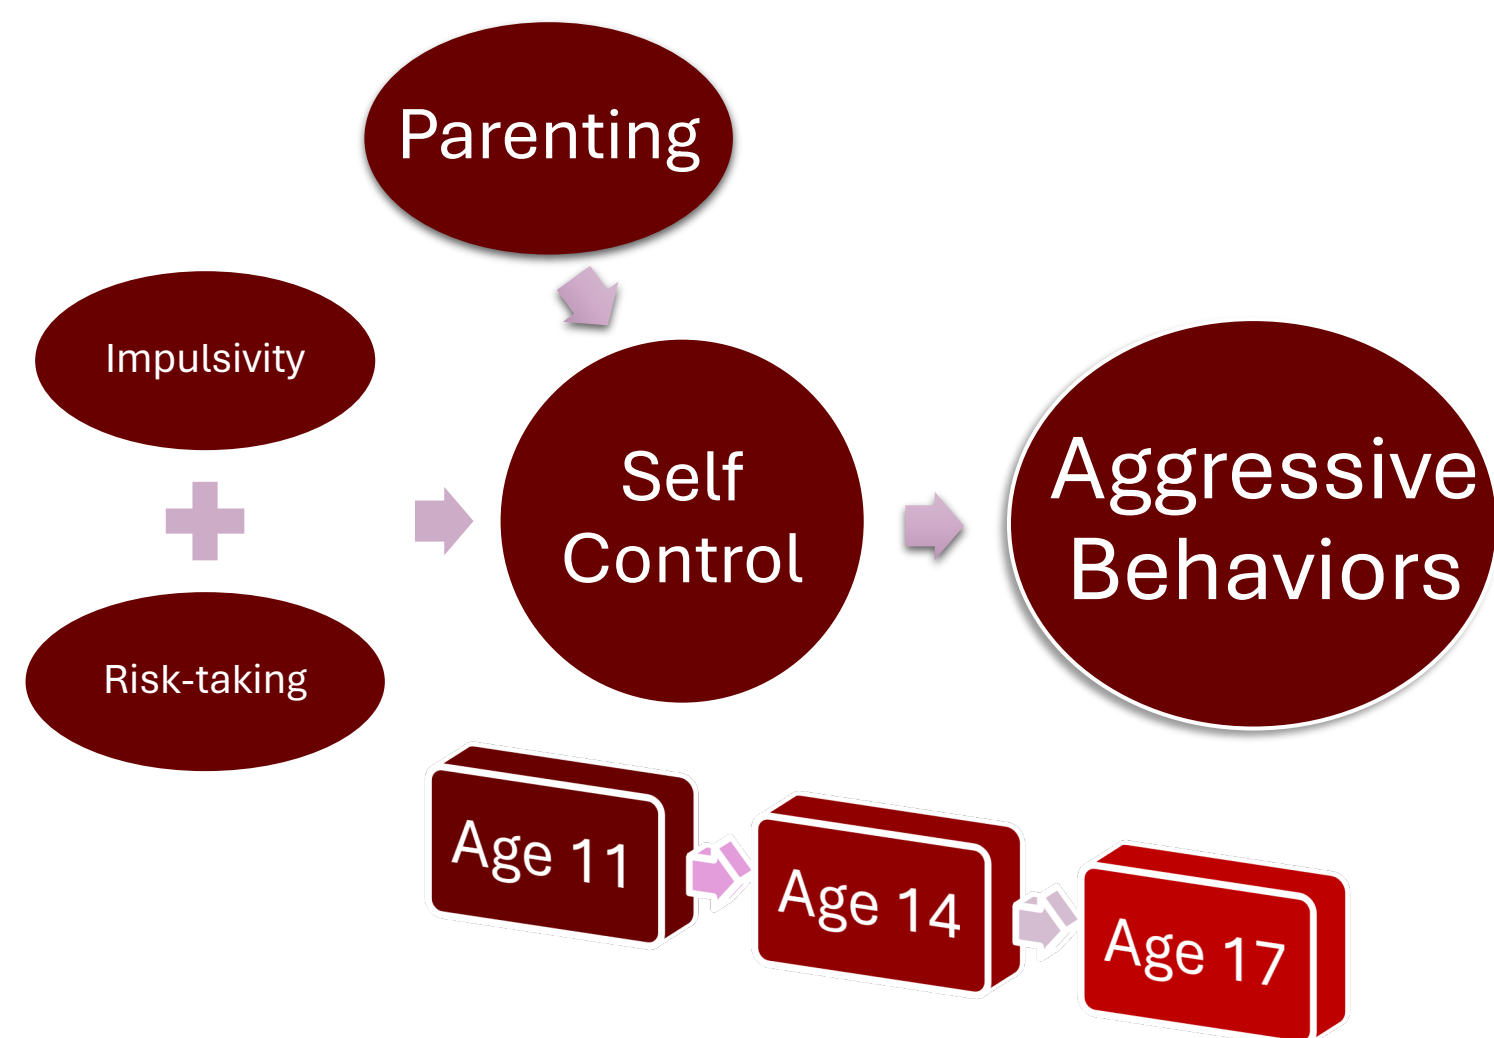 Parenting
Impulsivity
Risk-taking
Self
Control
Aggressive
Behaviors
Age 11
Age 14
Age 17